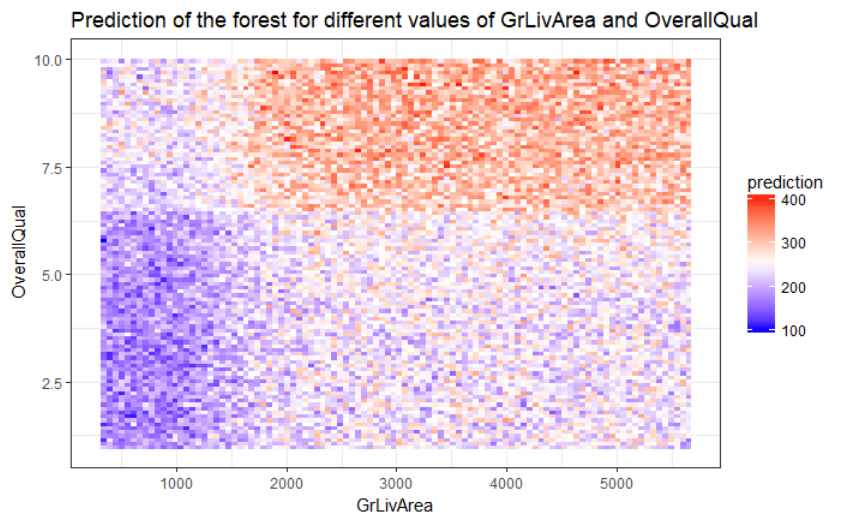 Prediction of the forest for different values of GrLivArea and OverallQual
10.0
7.5
5.0
2.5
OverallQual
1000 2000 3000 4000 5000
GrLivArea
prediction
400
300
200
100